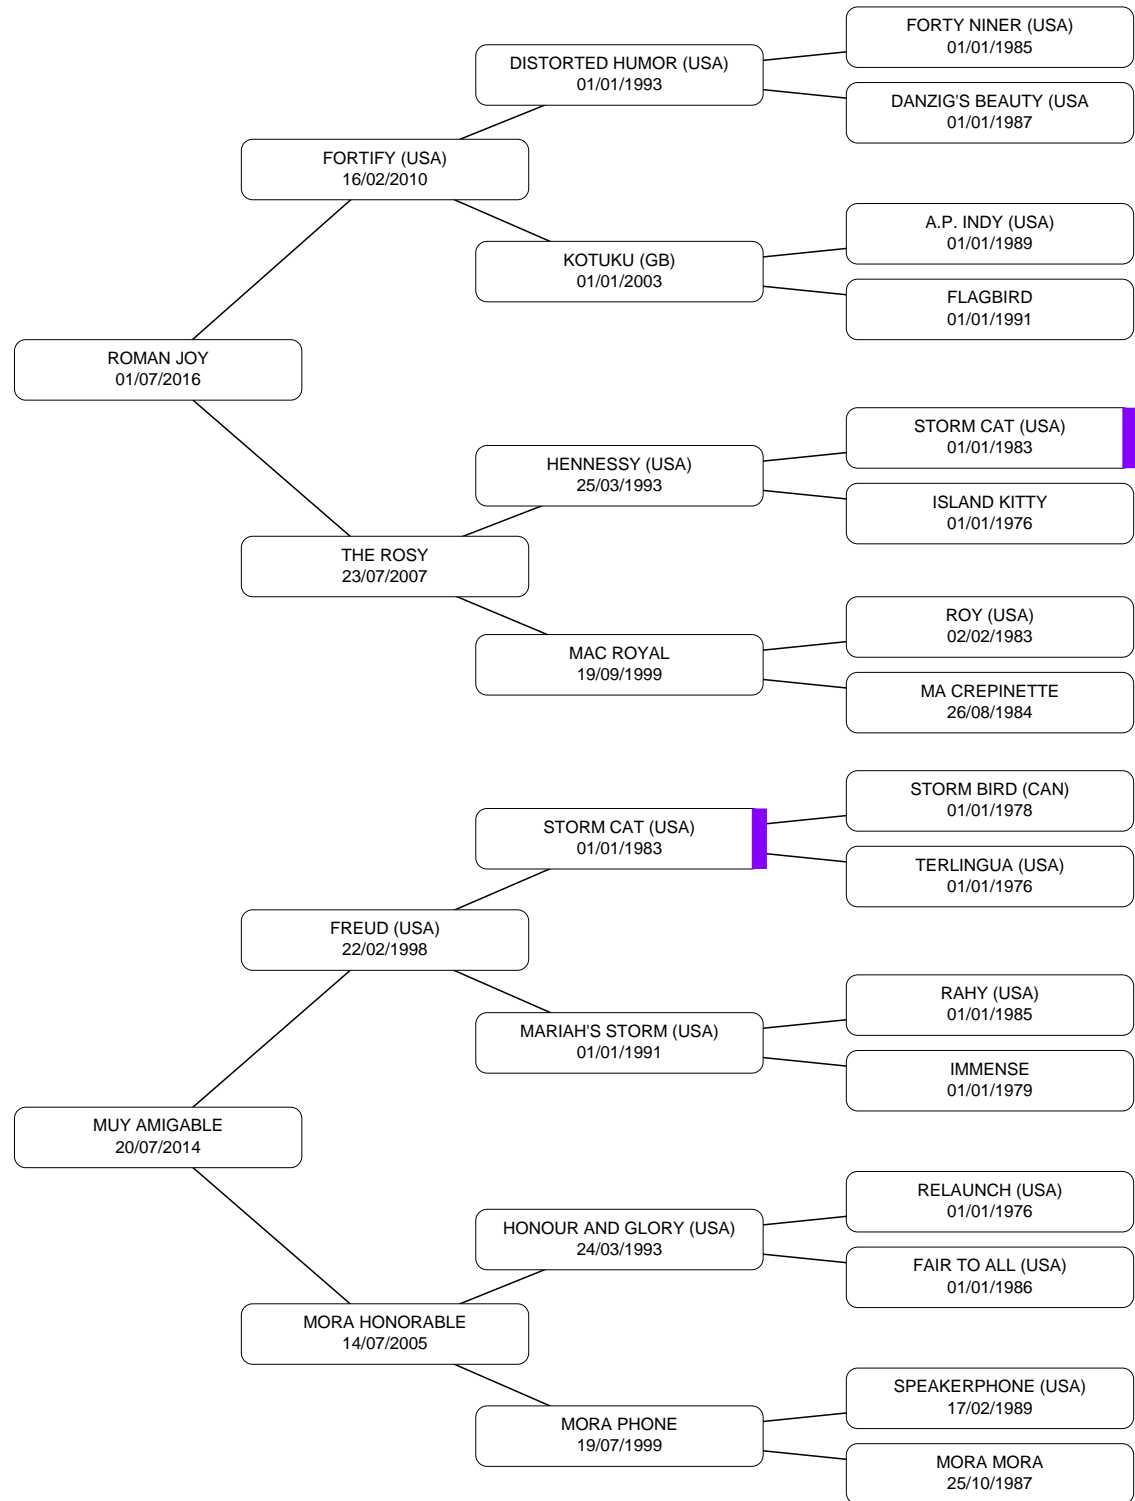 FORTY NINER (USA)
01/01/1985
DISTORTED HUMOR (USA)
01/01/1993
DANZIG'S BEAUTY (USA
01/01/1987
FORTIFY (USA)
16/02/2010
A.P. INDY (USA)
01/01/1989
KOTUKU (GB)
01/01/2003
FLAGBIRD
01/01/1991
ROMAN JOY
01/07/2016
STORM CAT (USA)
01/01/1983
HENNESSY (USA)
25/03/1993
ISLAND KITTY
01/01/1976
THE ROSY
23/07/2007
ROY (USA)
02/02/1983
MAC ROYAL
19/09/1999
MA CREPINETTE
26/08/1984
STORM BIRD (CAN)
01/01/1978
STORM CAT (USA)
01/01/1983
TERLINGUA (USA)
01/01/1976
FREUD (USA)
22/02/1998
RAHY (USA)
01/01/1985
MARIAH'S STORM (USA)
01/01/1991
IMMENSE
01/01/1979
MUY AMIGABLE
20/07/2014
RELAUNCH (USA)
01/01/1976
HONOUR AND GLORY (USA)
24/03/1993
FAIR TO ALL (USA)
01/01/1986
MORA HONORABLE
14/07/2005
SPEAKERPHONE (USA)
17/02/1989
MORA PHONE
19/07/1999
MORA MORA
25/10/1987